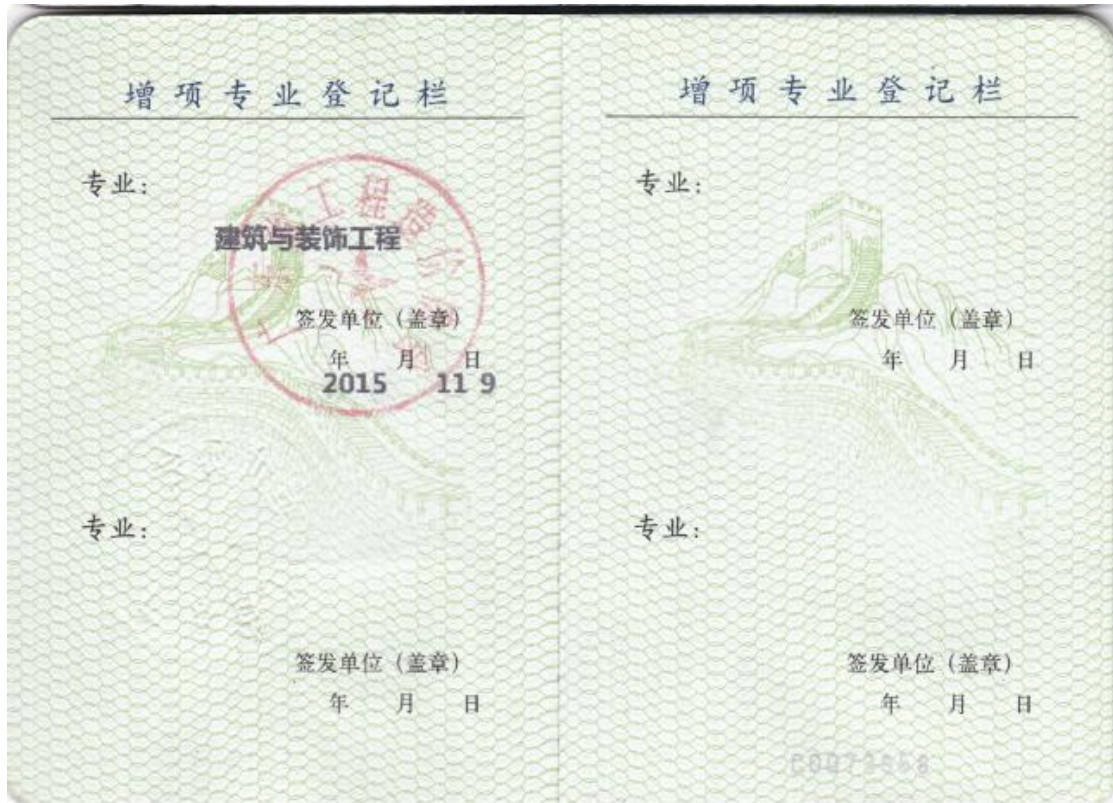 增项专业登记栏
专业：
建筑与装饰工程
签发单位（盖章）
年 月 日
2015 11 9
专业：
签发单位（盖章）
年 月 日
增项专业登记栏
专业：
签发单位（盖章）
年 月 日
专业：
签发单位（盖章）
年 月 日